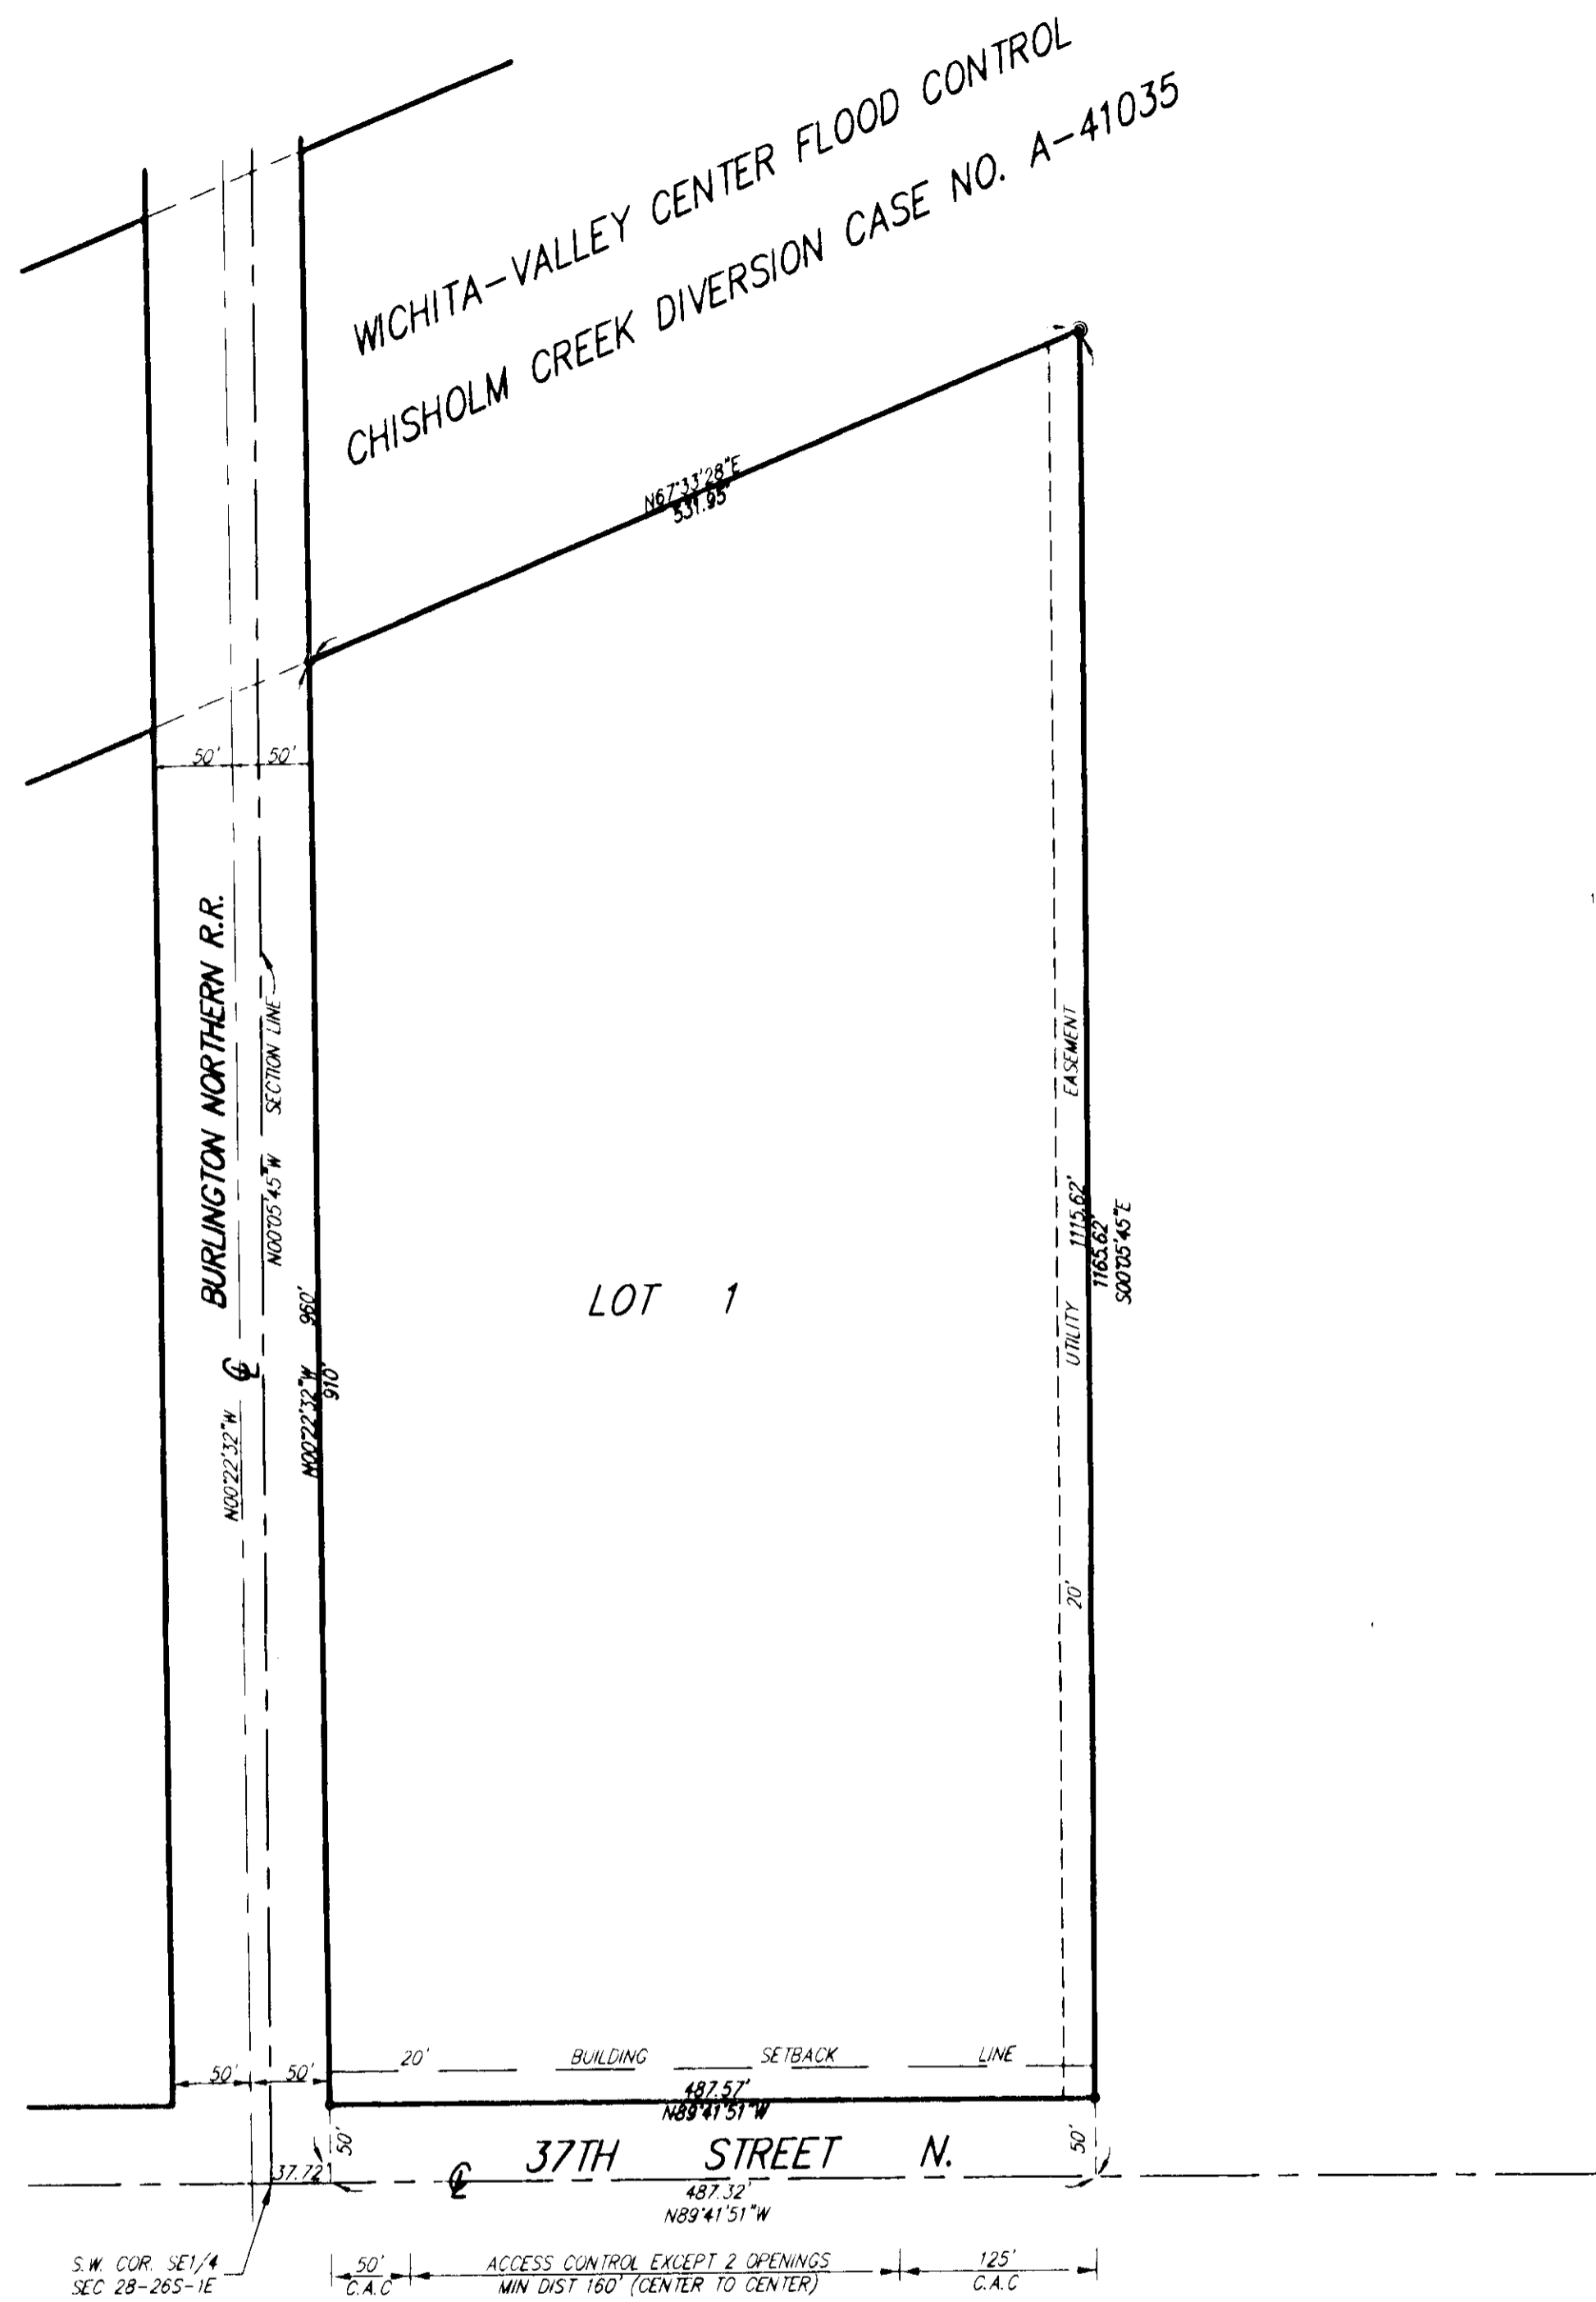 WICHITA-VALLEY CENTER FLOOD CONTROL
CHISHOLM CREEK DIVERSION CASE NO. A-41035
N67°33'28"E
531.95'
50'
50'
BURLINGTON NORTHERN R.R.
SECTION LINE
N00°05'45"W
N00°22'32"W
960'
N00°22'32"W
910'
LOT 1
20' UTILITY EASEMENT
1115.62'
1165.62'
S00°05'45"E
20' BUILDING SETBACK LINE
50'
50'
487.57'
N89°41'51"W
50'
50'
37TH STREET N.
37.72'
487.32'
N89°41'51"W
S.W. COR. SE1/4
SEC 28-26S-1E
50'
C.A.C
ACCESS CONTROL EXCEPT 2 OPENINGS
MIN DIST 160' (CENTER TO CENTER)
125'
C.A.C